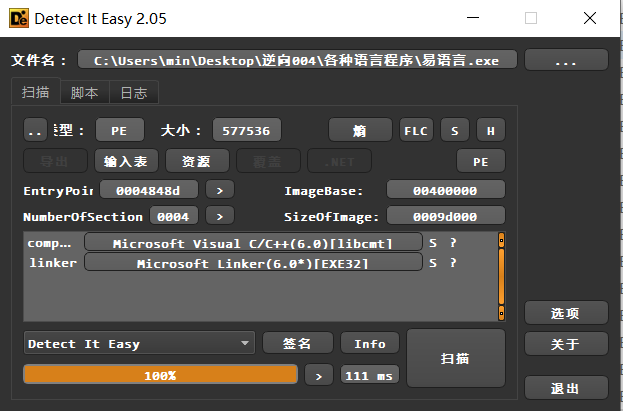 Detect It Easy 2.05
文件名： C:\Users\min\Desktop\逆向004\各种语言程序\易语言.exe ...
扫描 脚本 日志
.. 类型： PE 大小： 577536 熵 FLC S H
导出 输入表 资源 覆盖 .NET PE
EntryPoin 0004848d > ImageBase: 00400000
NumberOfSection 0004 > SizeOfImage: 0009d000
comp... Microsoft Visual C/C++(6.0)[libcmt] S ?
linker Microsoft Linker(6.0*)[EXE32] S ?
选项
Detect It Easy 签名 Info 扫描 关于
100% > 111 ms
退出